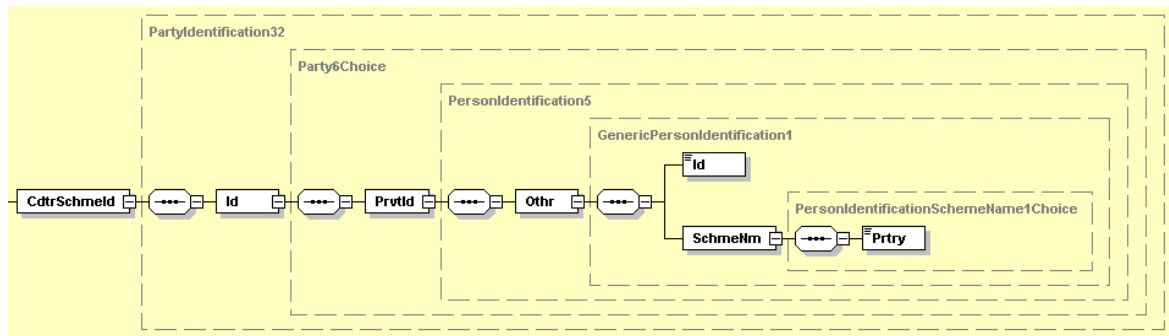 PartyIdentification32
Party6Choice
PersonIdentification5
GenericPersonIdentification1
Id
PersonIdentificationSchemeName1Choice
CdtrSchmeId
Id
PrvtId
Othr
SchmeNm
Prtry